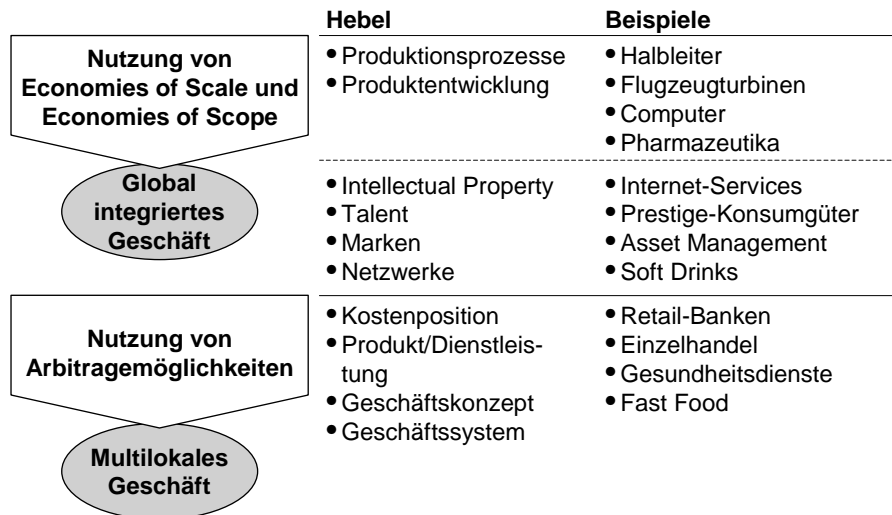 Hebel
Beispiele
Nutzung von
Economies of Scale und
Economies of Scope
• Produktionsprozesse
• Produktentwicklung
• Halbleiter
• Flugzeugturbinen
• Computer
• Pharmazeutika
Global
integriertes
Geschäft
• Intellectual Property
• Talent
• Marken
• Netzwerke
• Internet-Services
• Prestige-Konsumgüter
• Asset Management
• Soft Drinks
Nutzung von
Arbitragemöglichkeiten
• Kostenposition
• Produkt/Dienstleis-
tung
• Geschäftskonzept
• Geschäftssystem
• Retail-Banken
• Einzelhandel
• Gesundheitsdienste
• Fast Food
Multilokales
Geschäft